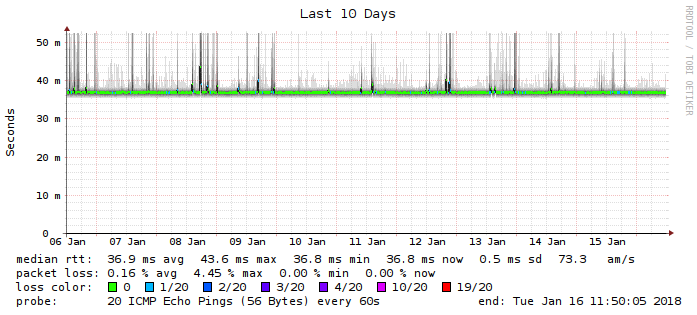 Last 10 Days
RRDTOOL / TOBI OETIKER
Seconds
50 m
40 m
30 m
20 m
10 m
0
06 Jan 07 Jan 08 Jan 09 Jan 10 Jan 11 Jan 12 Jan 13 Jan 14 Jan 15 Jan
median rtt: 36.9 ms avg 43.6 ms max 36.8 ms min 36.8 ms now 0.5 ms sd 73.3 am/s
packet loss: 0.16 % avg 4.45 % max 0.00 % min 0.00 % now
loss color: 0 1/20 2/20 3/20 4/20 10/20 19/20
probe: 20 ICMP Echo Pings (56 Bytes) every 60s end: Tue Jan 16 11:50:05 2018